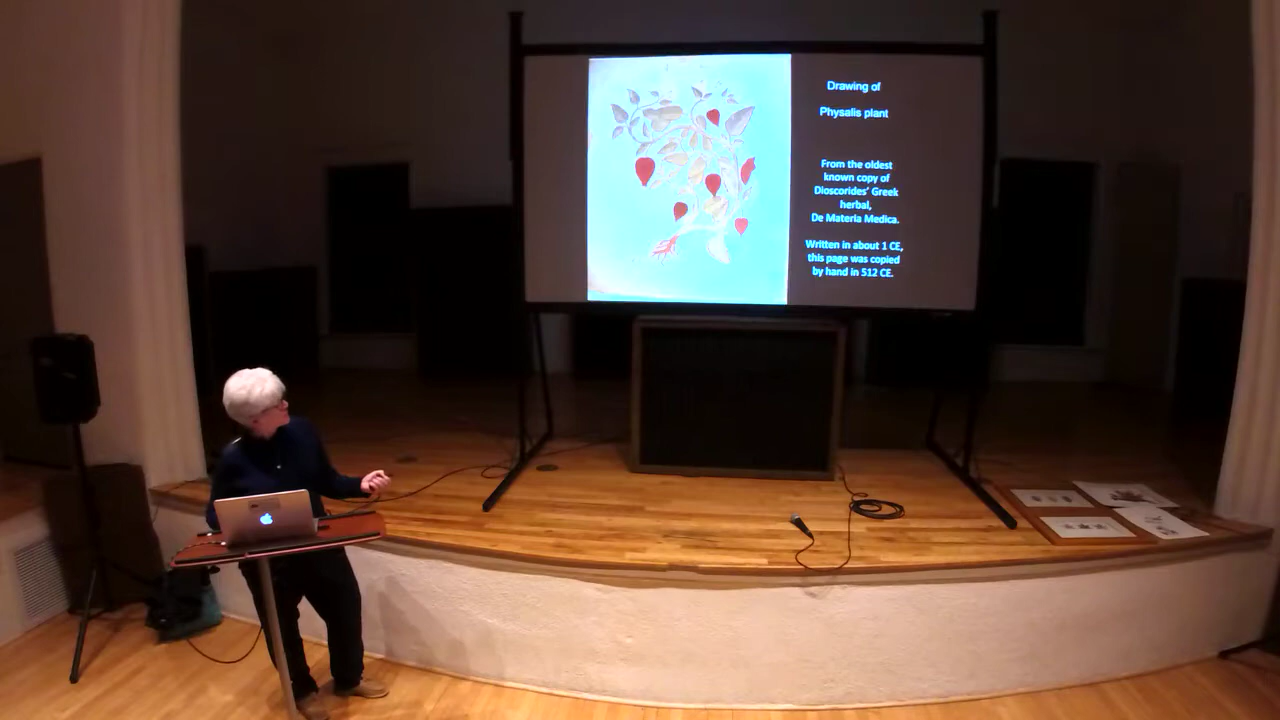 Drawing of
Physalis plant
From the oldest
known copy of
Dioscorides' Greek
herbal,
De Materia Medica.
Written in about 1 CE,
this page was copied
by hand in 512 CE.